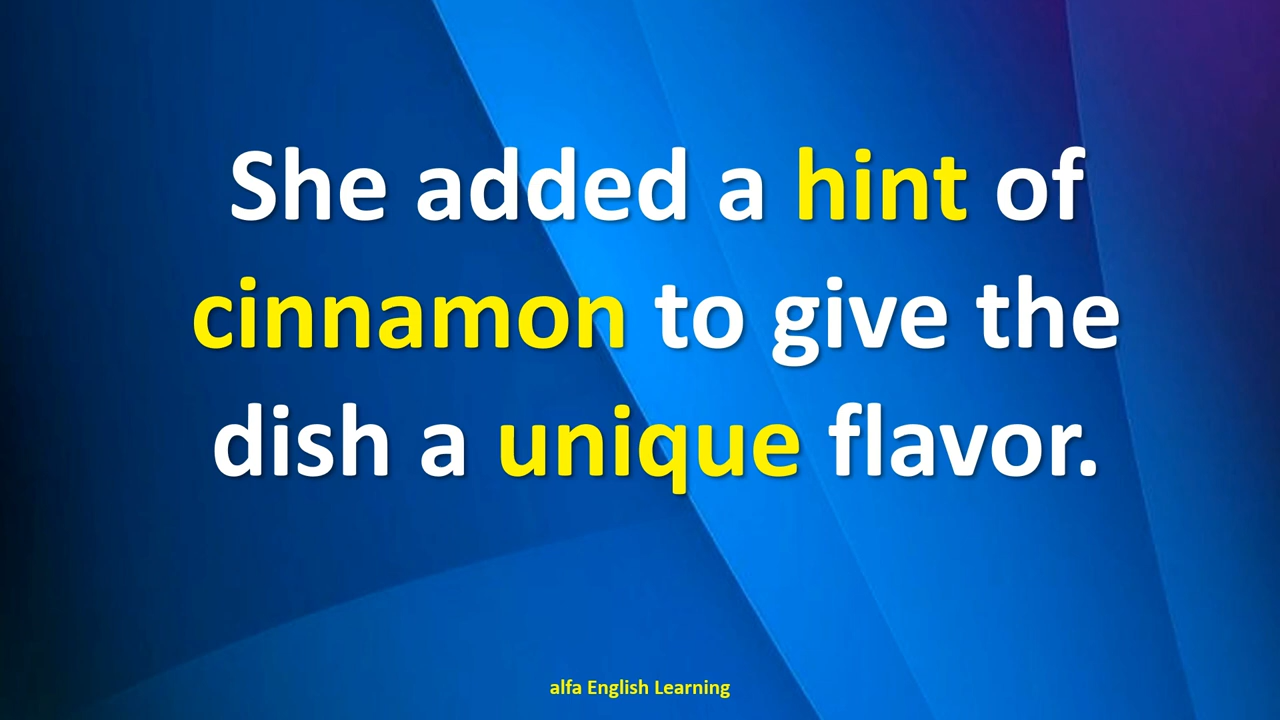 She added a hint of
cinnamon to give the
dish a unique flavor.
alfa English Learning